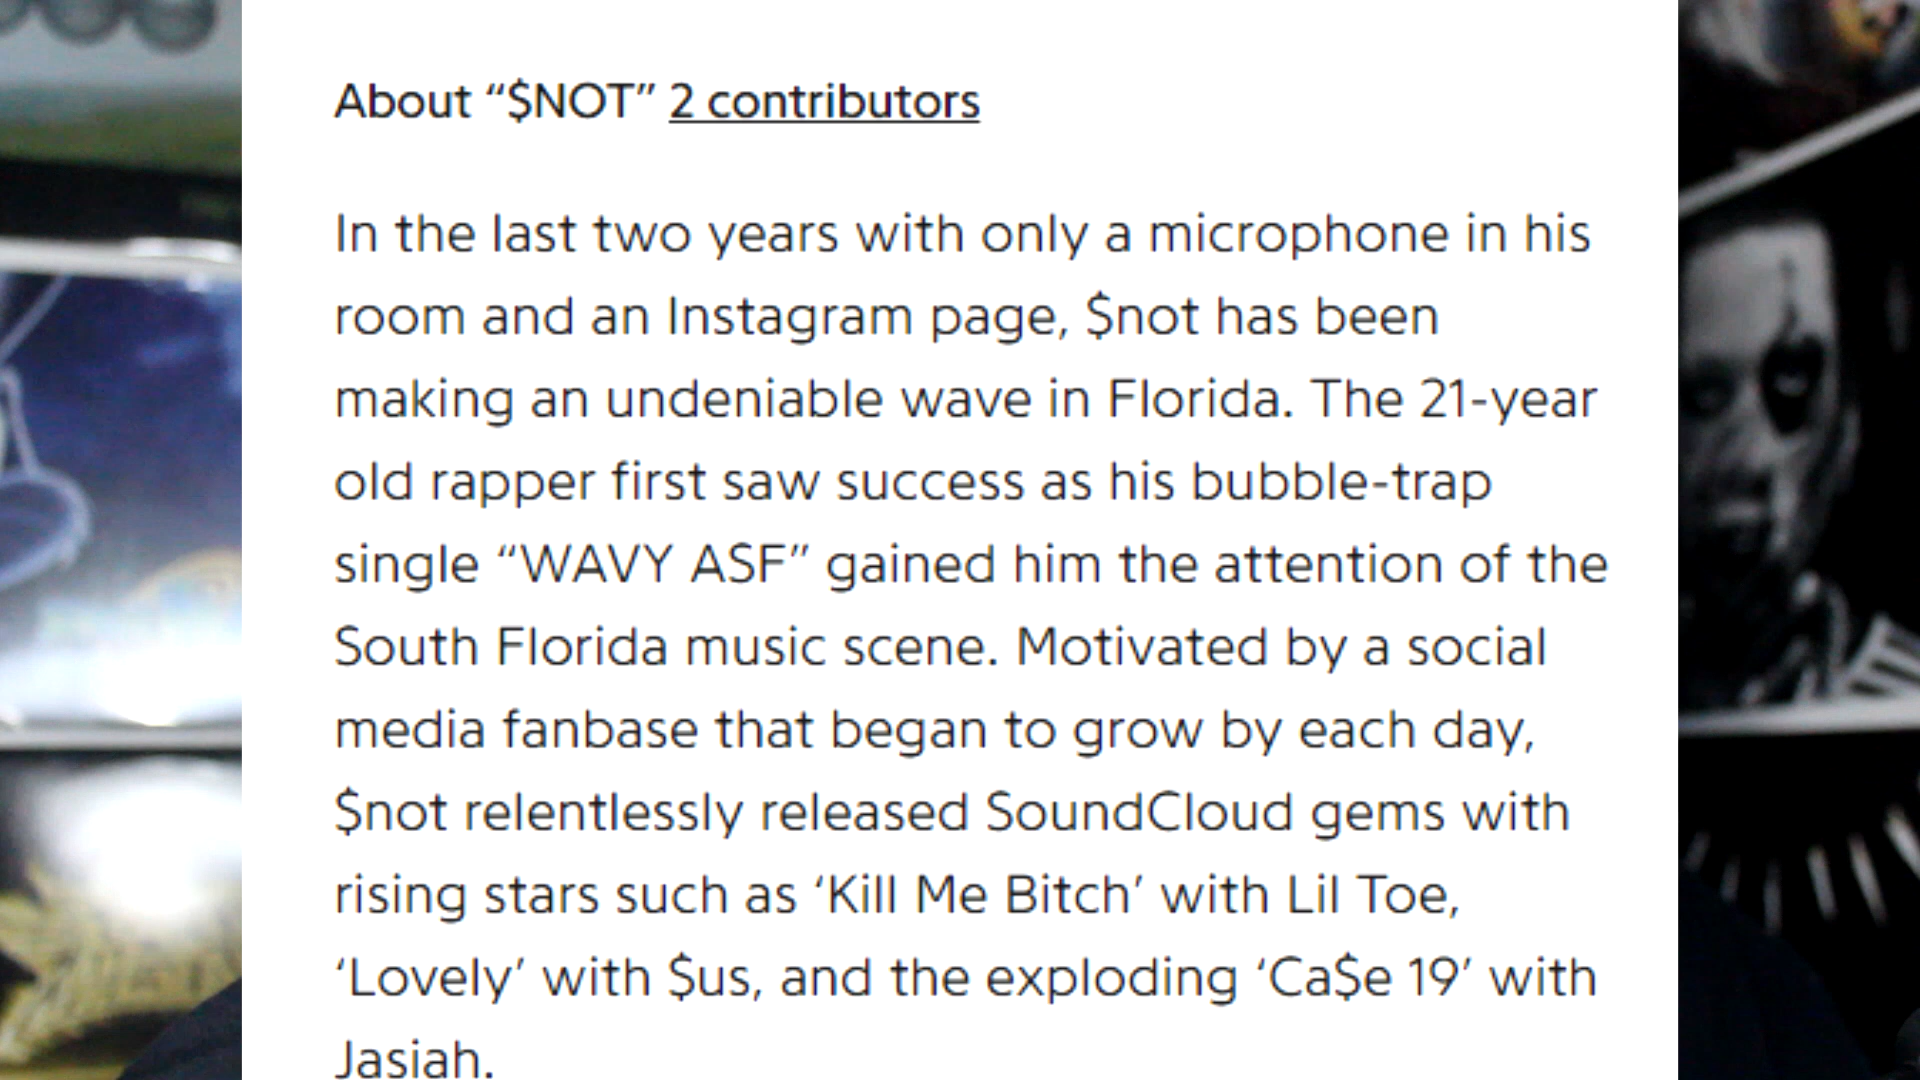 About “$NOT” 2 contributors
In the last two years with only a microphone in his
room and an Instagram page, $not has been
making an undeniable wave in Florida. The 21-year
old rapper first saw success as his bubble-trap
single “WAVY ASF” gained him the attention of the
South Florida music scene. Motivated by a social
media fanbase that began to grow by each day,
$not relentlessly released SoundCloud gems with
rising stars such as ‘Kill Me Bitch’ with Lil Toe,
‘Lovely’ with $us, and the exploding ‘Ca$e 19’ with
Jasiah.